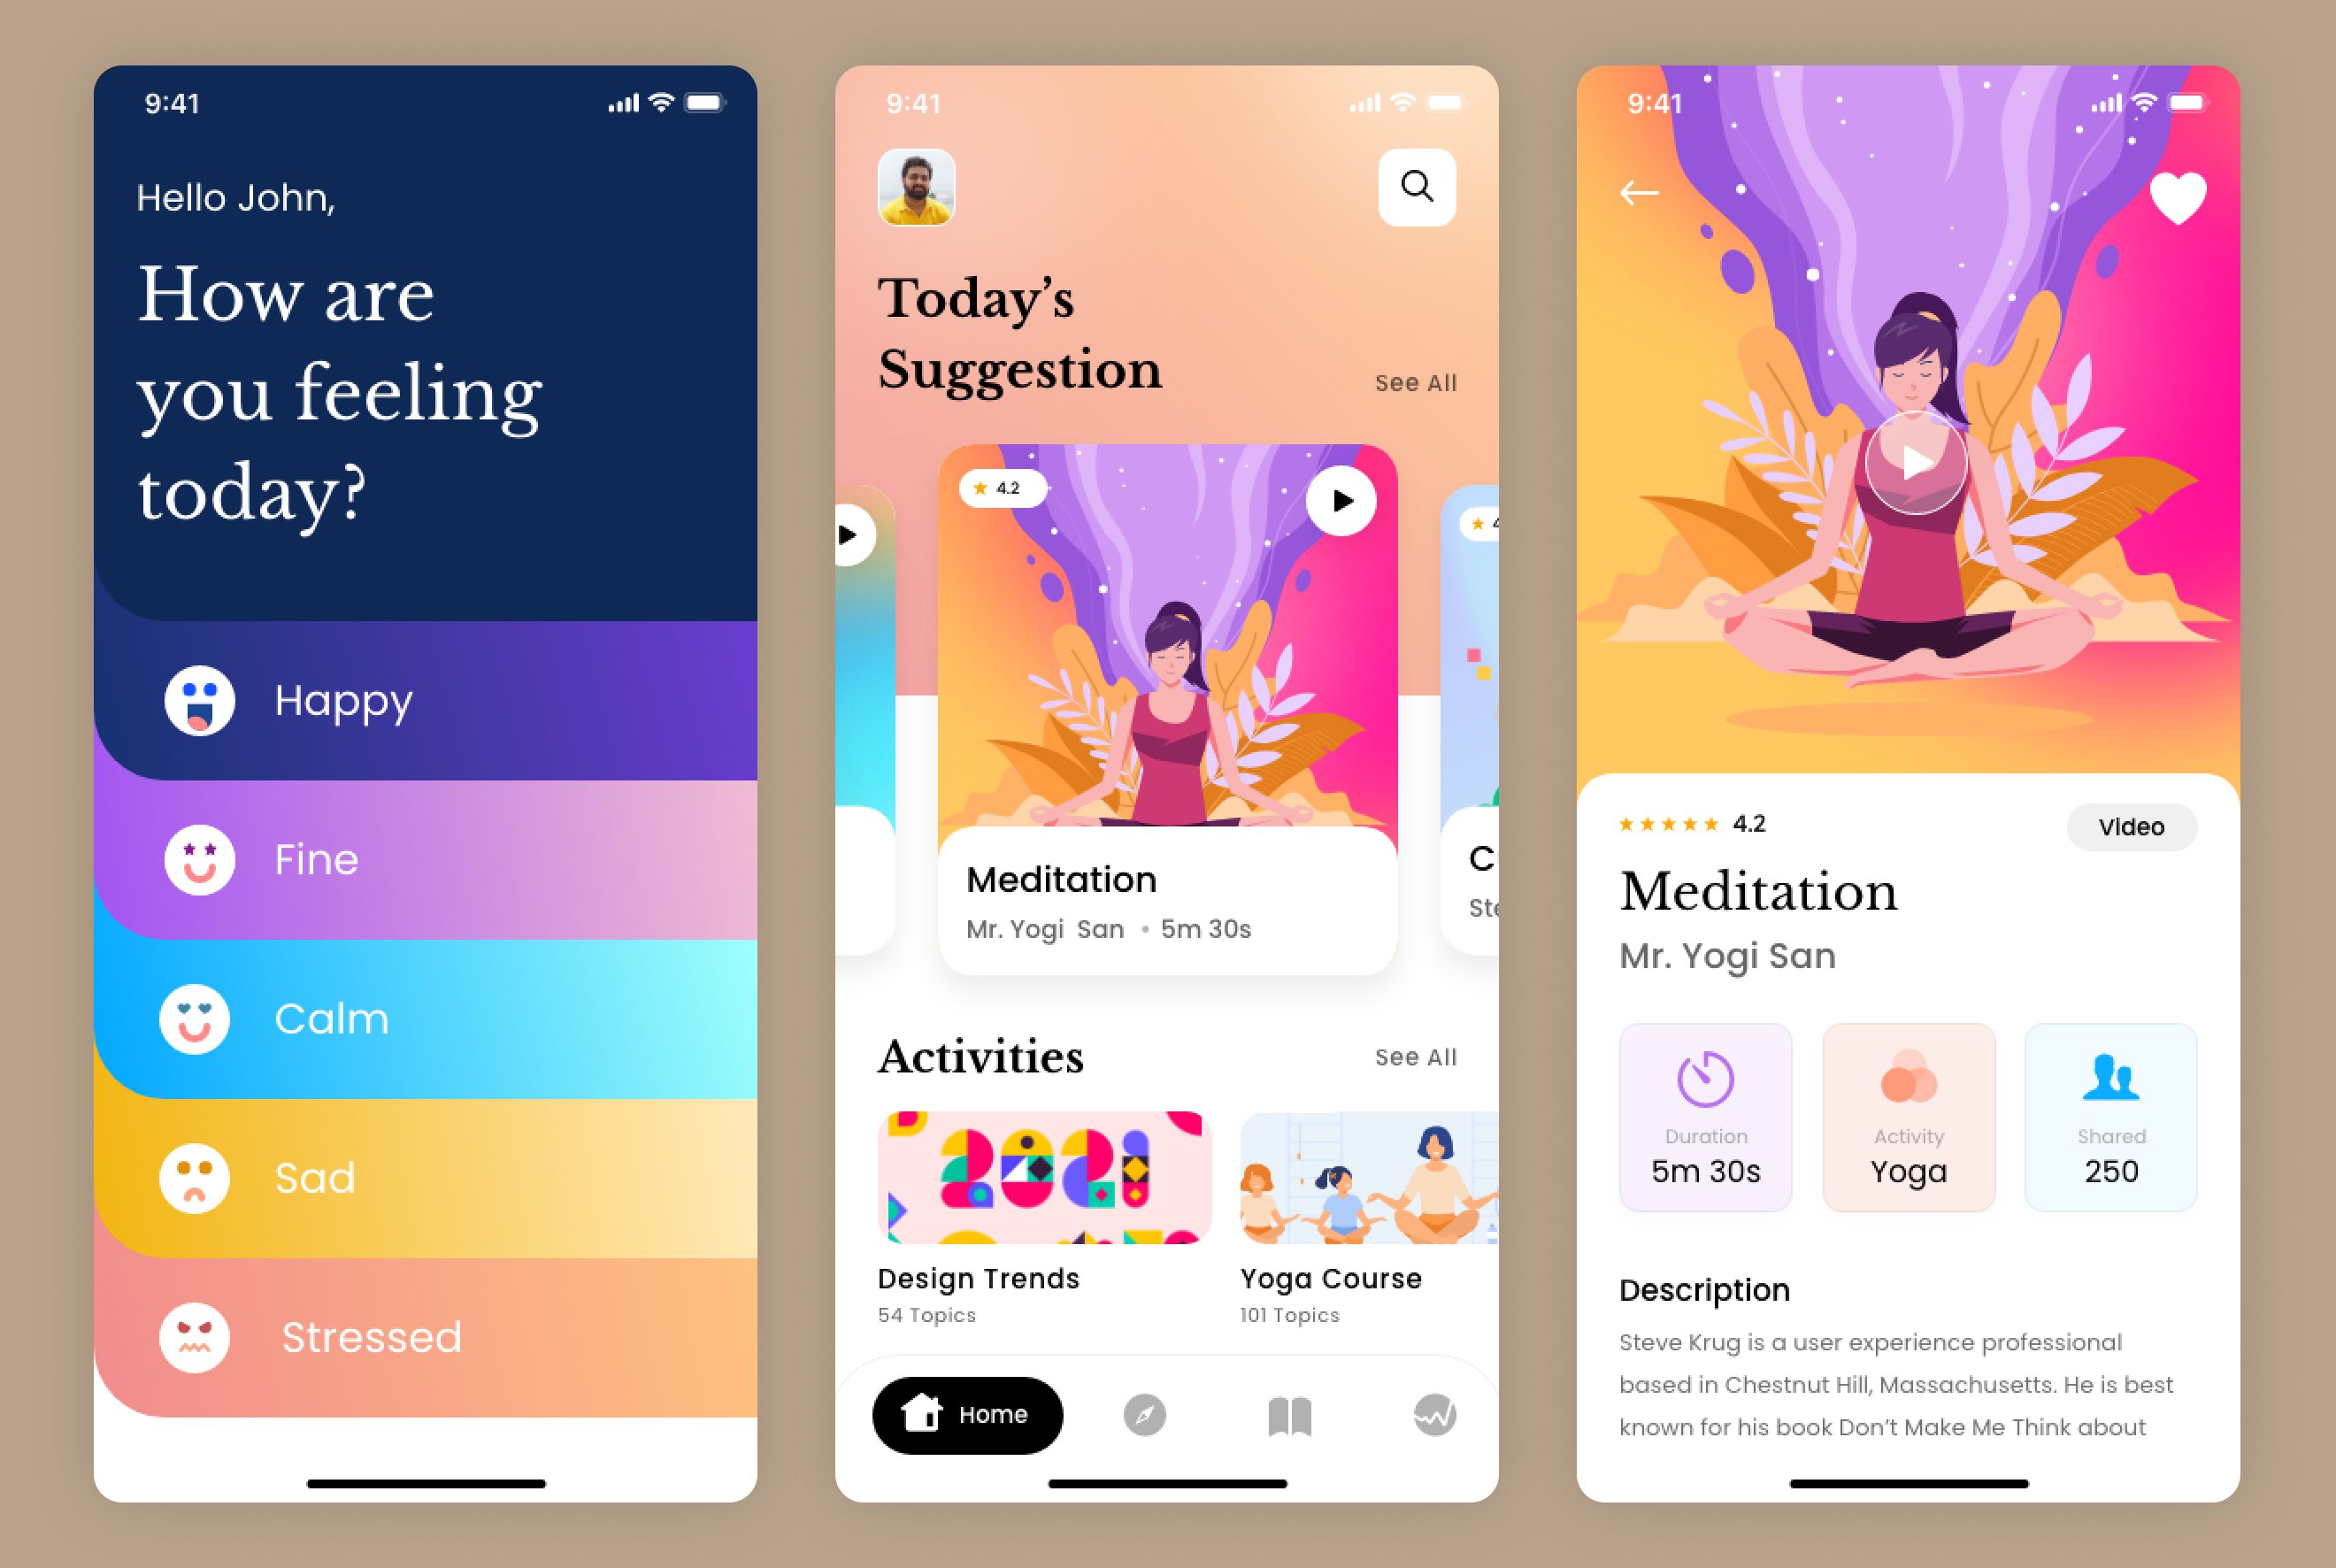 9:41
Hello John,
How are
you feeling
today?
Happy
Fine
Calm
Sad
Stressed
9:41
Today's
Suggestion
See All
4.2
Meditation
Mr. Yogi San • 5m 30s
Activities
See All
2021
Design Trends
54 Topics
Yoga Course
101 Topics
Home
9:41
4.2
Video
Meditation
Mr. Yogi San
Duration
5m 30s
Activity
Yoga
Shared
250
Description
Steve Krug is a user experience professional
based in Chestnut Hill, Massachusetts. He is best
known for his book Don't Make Me Think about